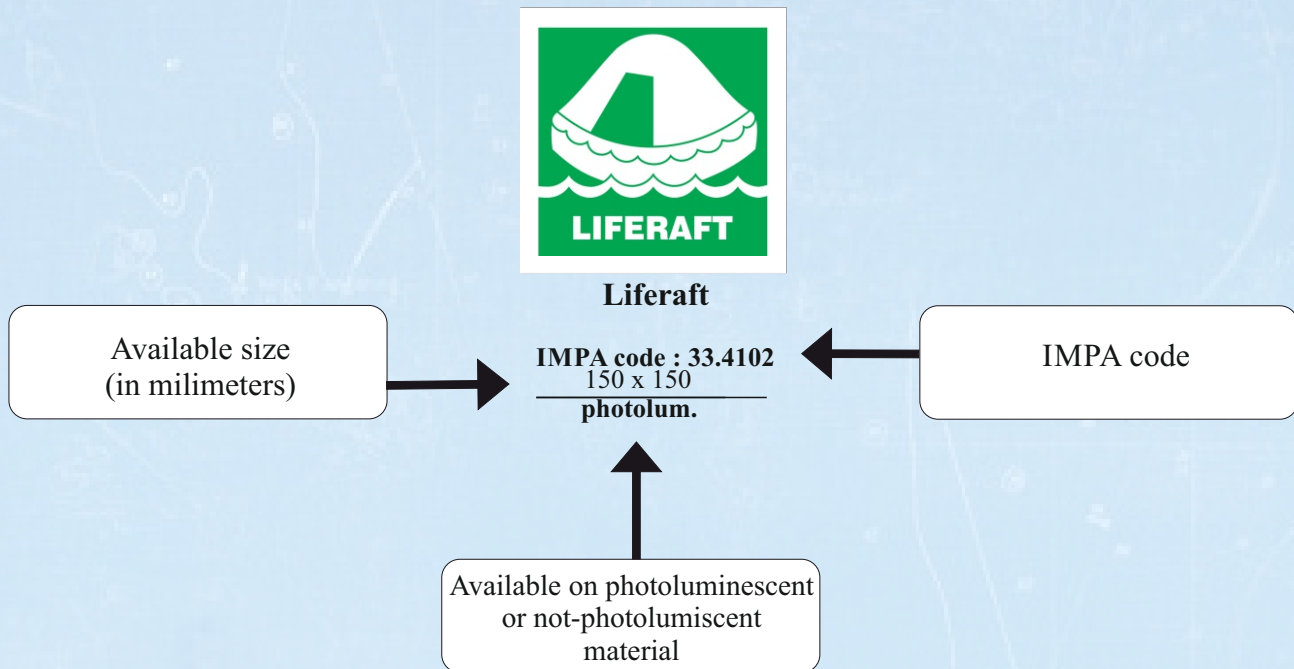 LIFERAFT
Liferaft
Available size
(in milimeters)
IMPA code : 33.4102
150 x 150
photolum.
IMPA code
Available on photoluminescent
or not-photolumiscent
material